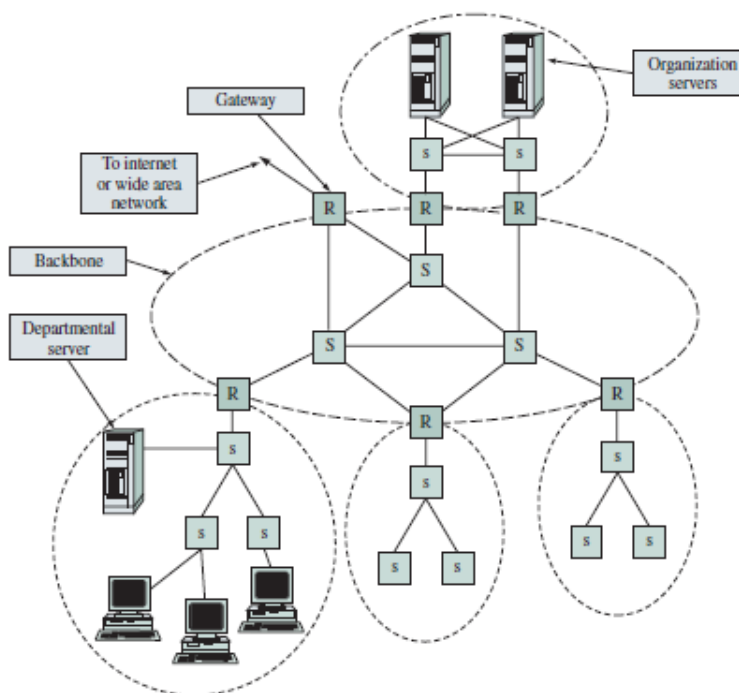 Organization
servers
Gateway
s s
To internet
or wide area
network
R R R
Backbone
S
Departmental
server
S S
R R
R
s
s
s
s s
s s
s s